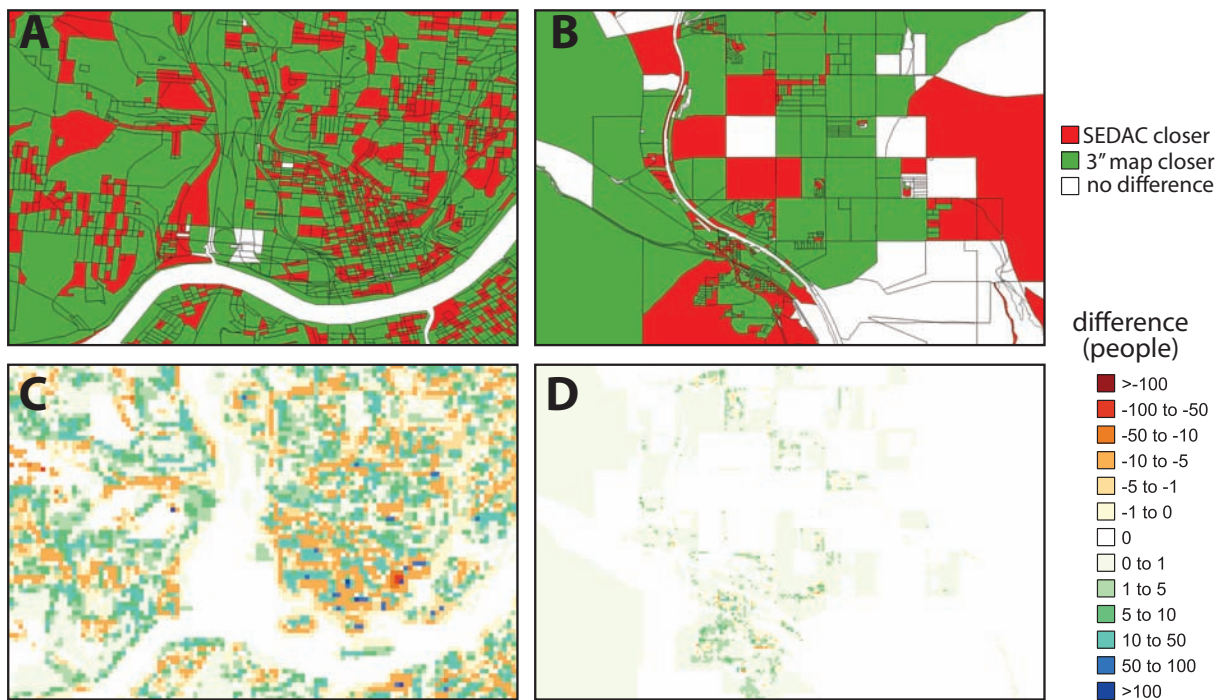 A
B
SEDAC closer
3" map closer
no difference
C
D
difference
(people)
>-100
-100 to -50
-50 to -10
-10 to -5
-5 to -1
-1 to 0
0
0 to 1
1 to 5
5 to 10
10 to 50
50 to 100
>100